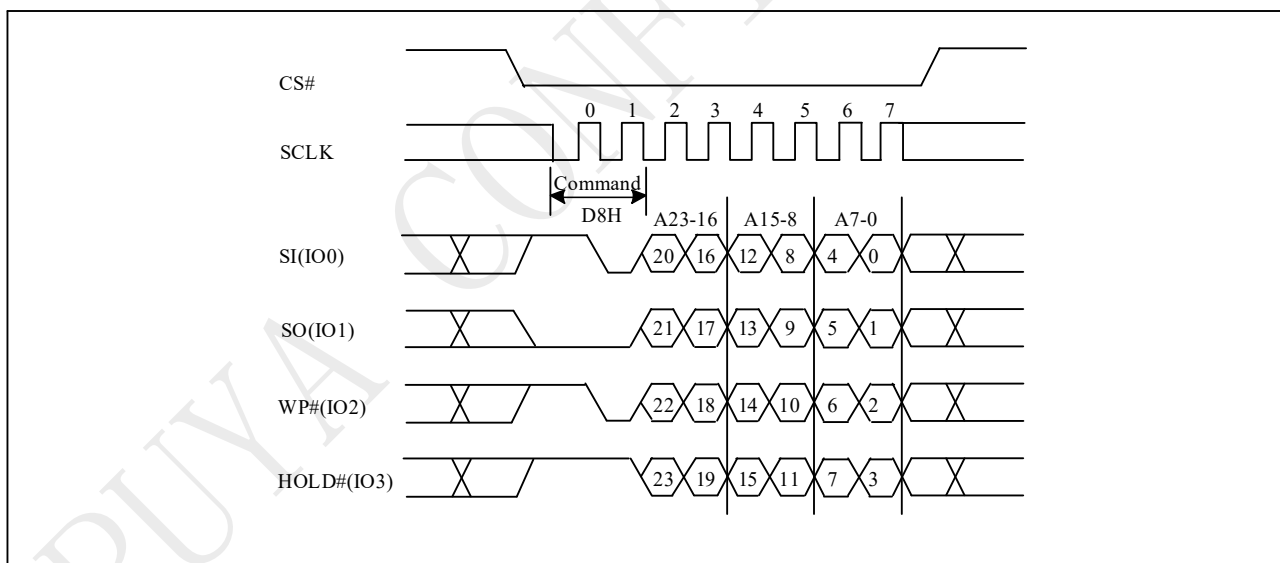 CS#
0 1 2 3 4 5 6 7
SCLK
Command
D8H
A23-16 A15-8 A7-0
SI(IO0) 20 16 12 8 4 0
SO(IO1) 21 17 13 9 5 1
WP#(IO2) 22 18 14 10 6 2
HOLD#(IO3) 23 19 15 11 7 3
PUYA CONF